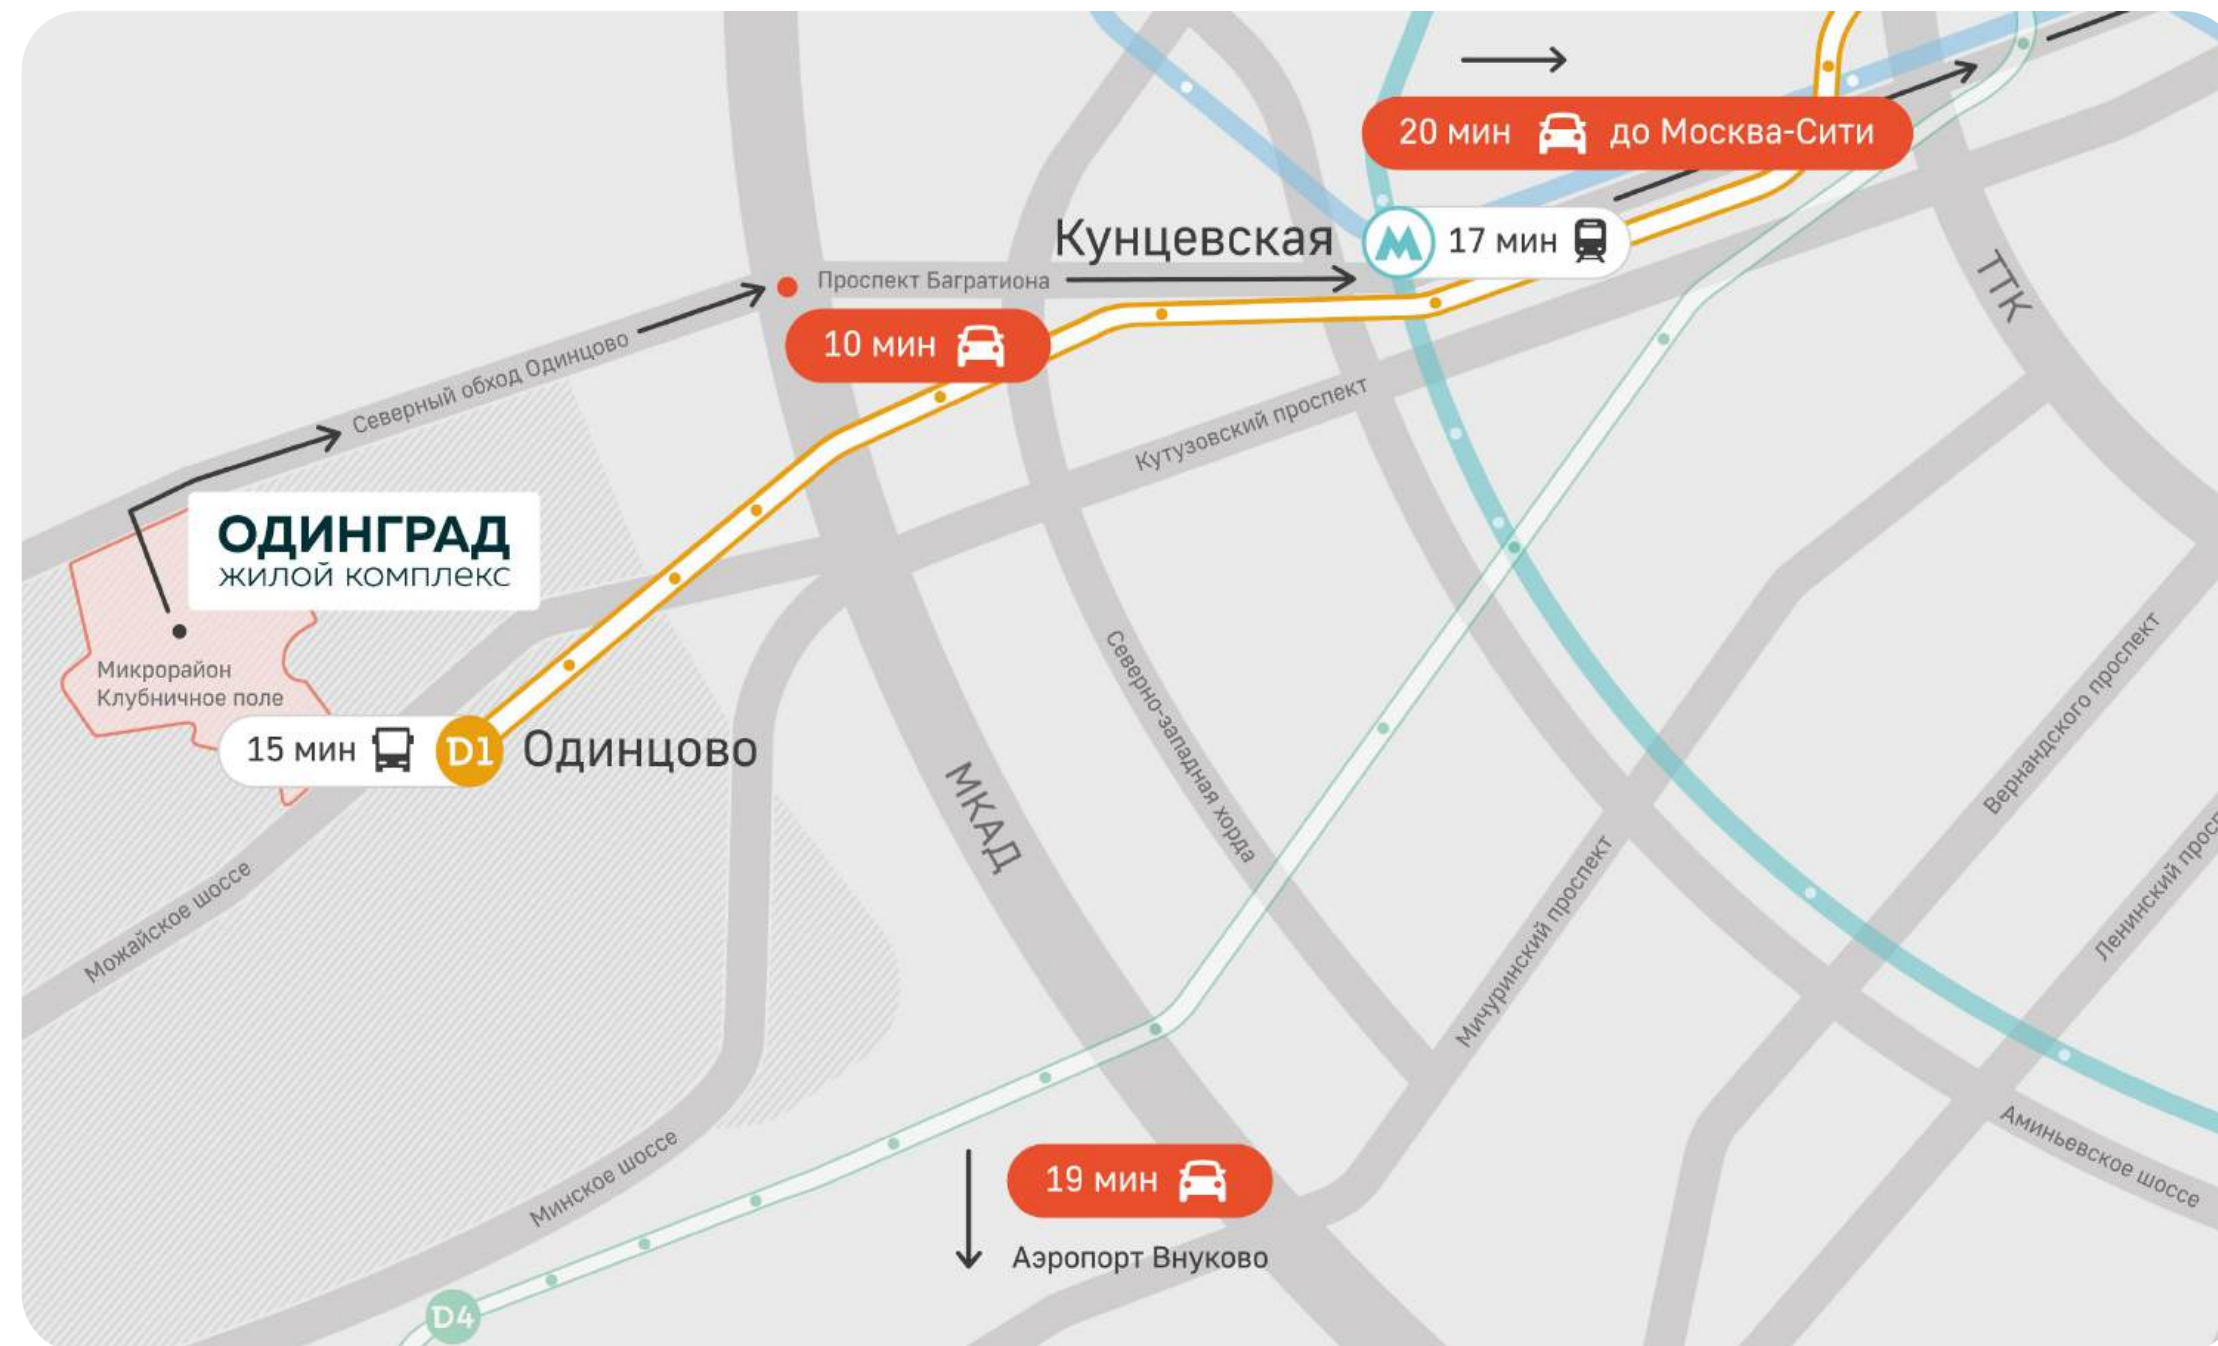 20 мин до Москва-Сити
Кунцевская
М
17 мин
Проспект Багратиона
ТТК
10 мин
Северный обход Одинцово
Кутузовский проспект
ОДИНГРАД
жилой комплекс
Микрорайон
Клубничное поле
15 мин
D1
Одинцово
МКАД
Северно-западная хорда
Вернандского проспект
Ленинский
Мичуринский проспект
Можайское шоссе
Аминьевское шоссе
Минское шоссе
19 мин
Аэропорт Внуково
D4